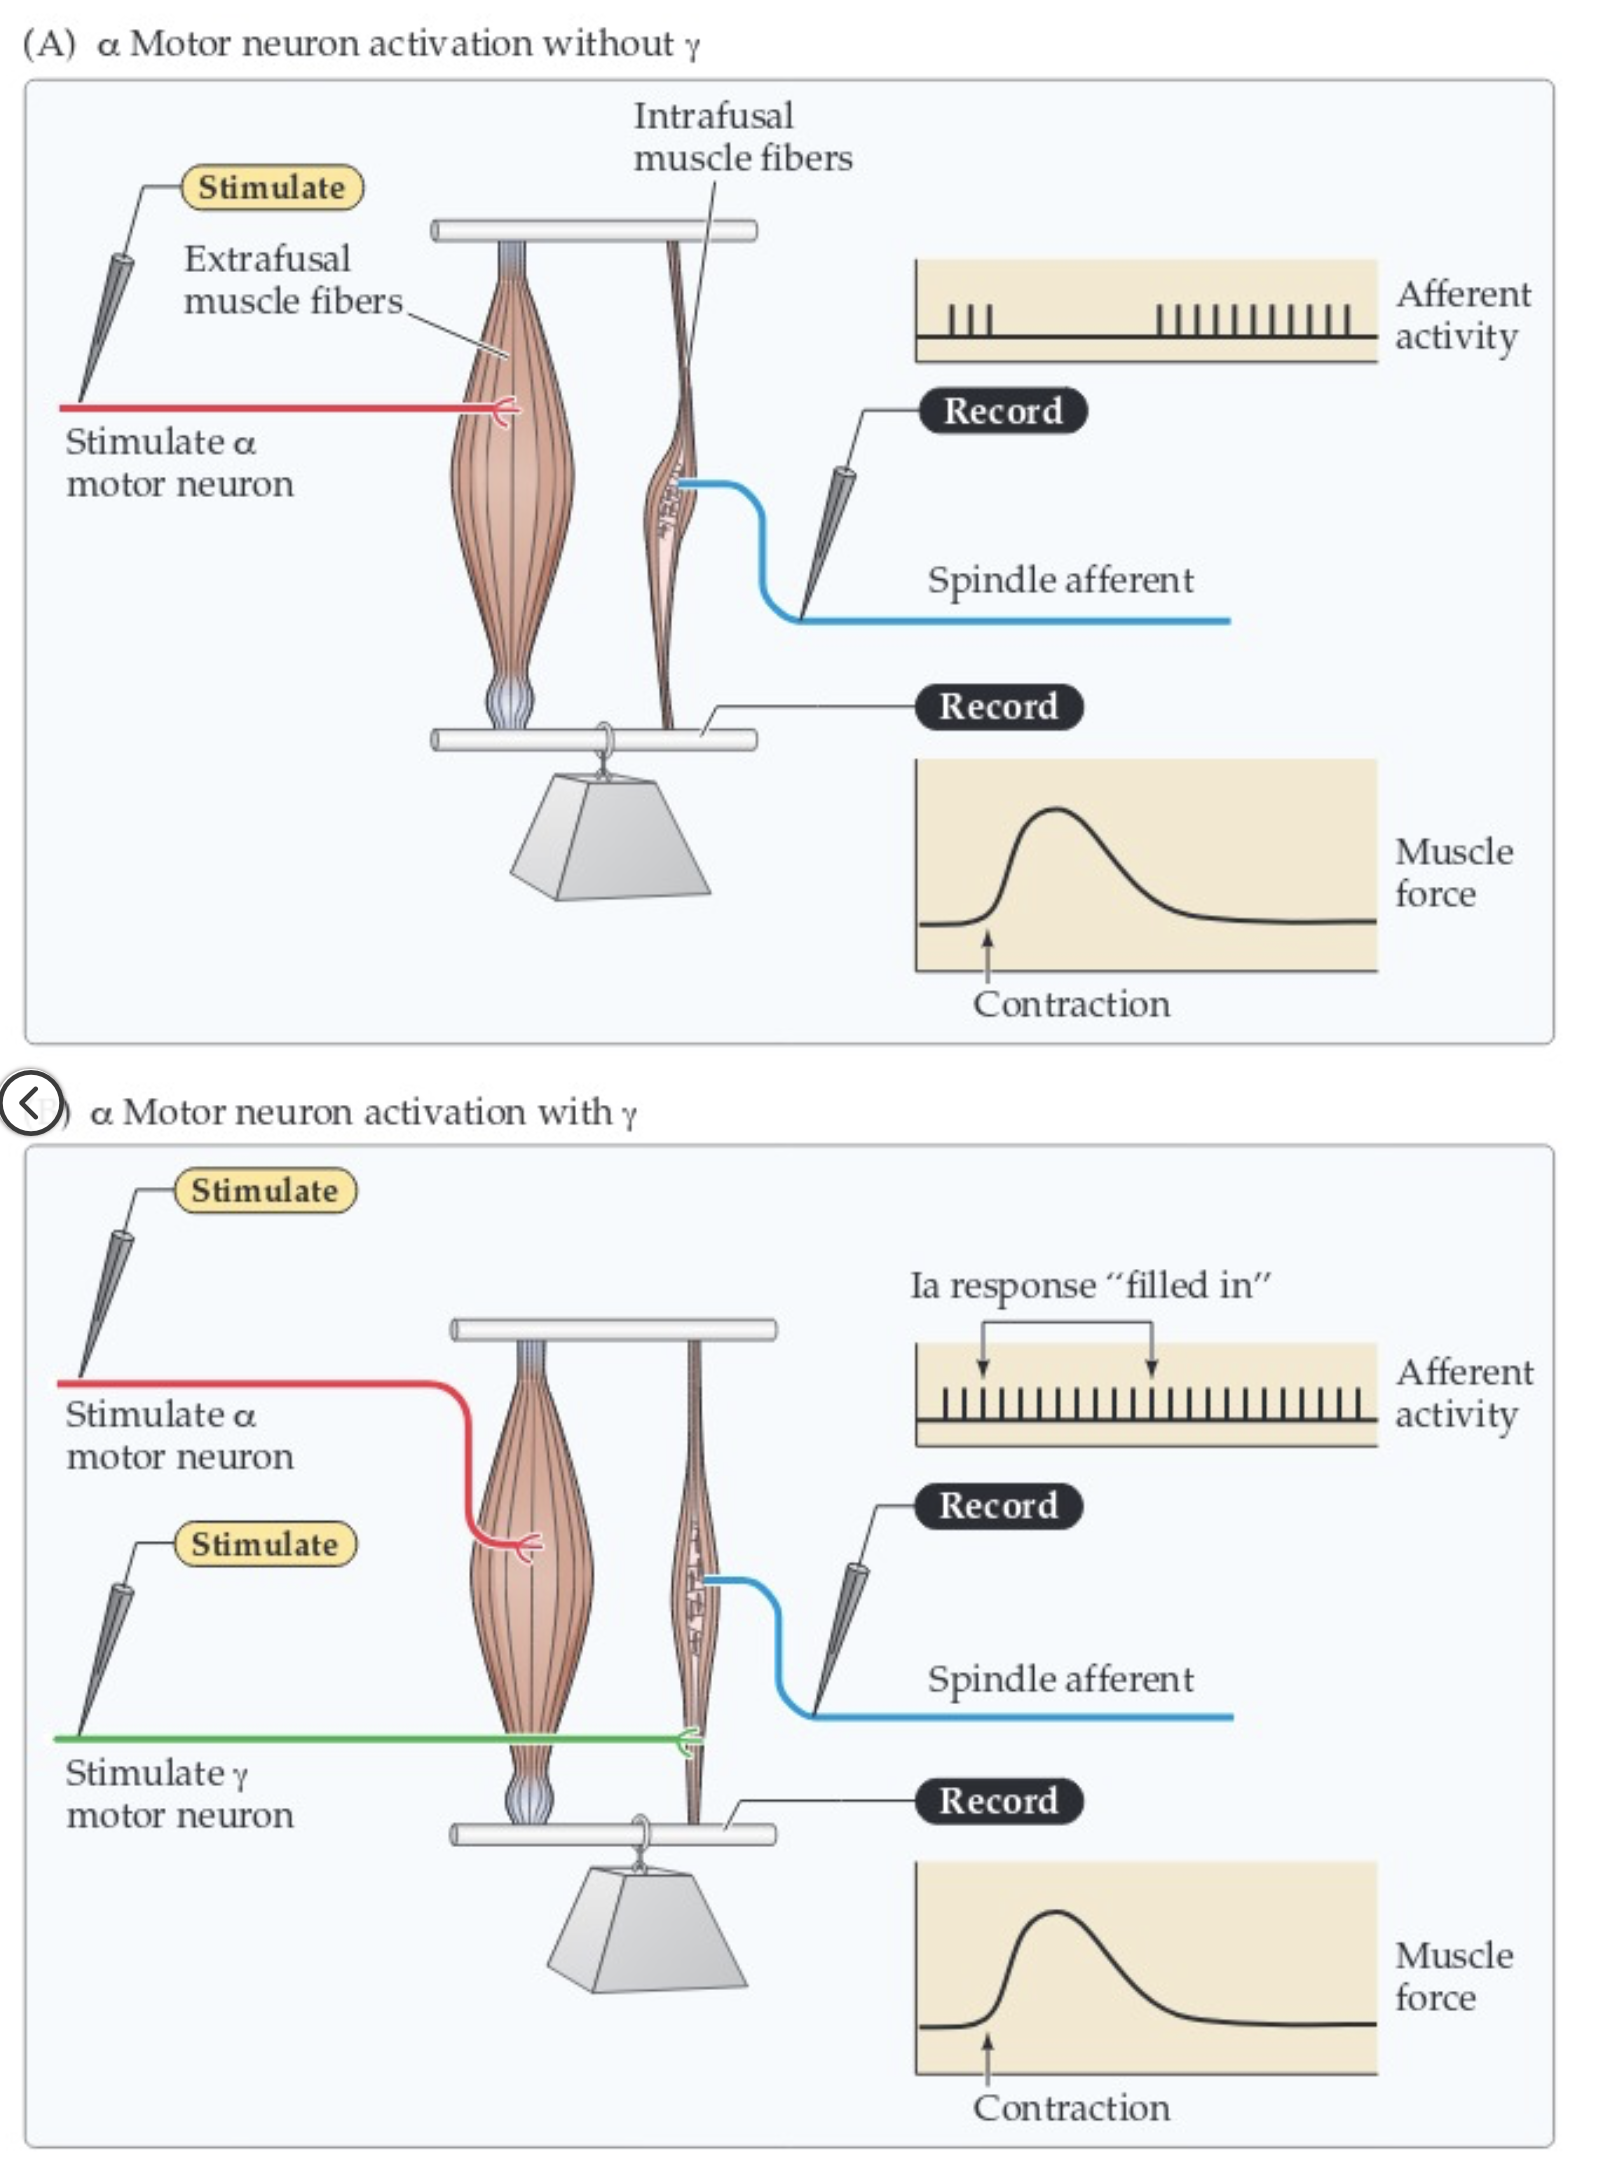 (A) α Motor neuron activation without γ
Intrafusal
muscle fibers
Stimulate
Extrafusal
muscle fibers
Stimulate α
motor neuron
Afferent
activity
Record
Spindle afferent
Record
Muscle
force
Contraction
) α Motor neuron activation with γ
Stimulate
Stimulate α
motor neuron
Stimulate
Stimulate γ
motor neuron
Ia response “filled in”
Afferent
activity
Record
Spindle afferent
Record
Muscle
force
Contraction